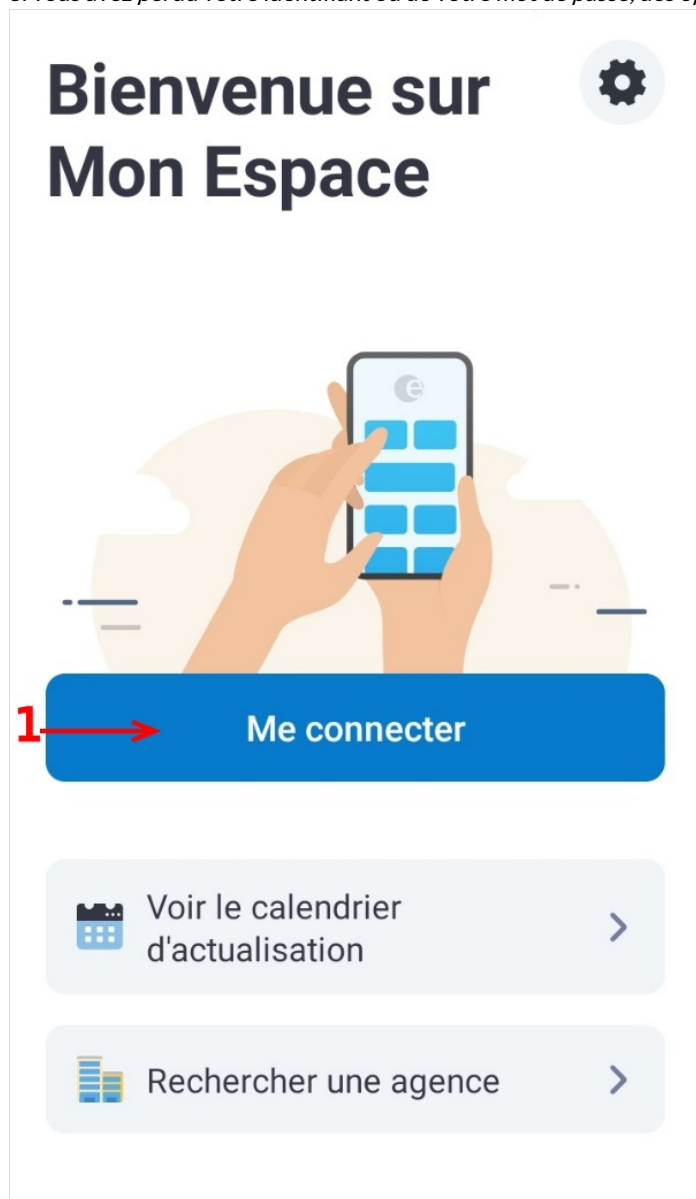 Bienvenue sur
Mon Espace
e
1
Me connecter
Voir le calendrier
d'actualisation
Rechercher une agence